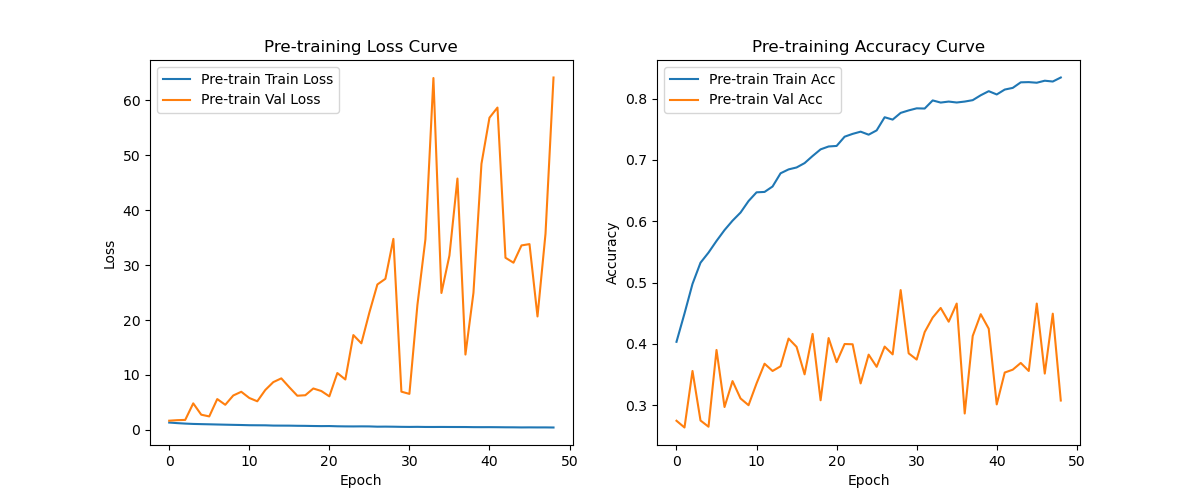 Pre-training Loss Curve
Pre-train Train Loss
Pre-train Val Loss
60
50
40
30
20
10
0
Loss
0 10 20 30 40 50
Epoch
Pre-training Accuracy Curve
Pre-train Train Acc
Pre-train Val Acc
0.8
0.7
0.6
0.5
0.4
0.3
Accuracy
0 10 20 30 40 50
Epoch